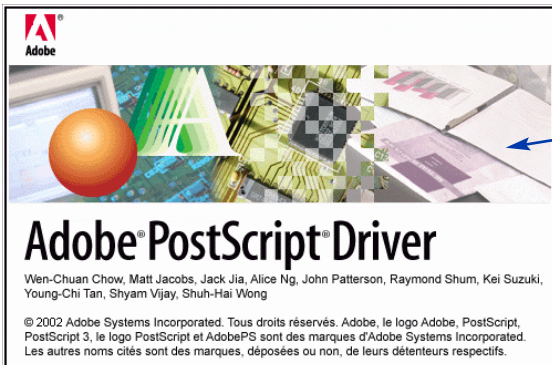 Adobe
Adobe® PostScript® Driver
Wen-Chuan Chow, Matt Jacobs, Jack Jia, Alice Ng, John Patterson, Raymond Shum, Kei Suzuki,
Young-Chi Tan, Shyam Vijay, Shuh-Hai Wong
© 2002 Adobe Systems Incorporated. Tous droits réservés. Adobe, le logo Adobe, PostScript,
PostScript 3, le logo PostScript et AdobePS sont des marques d'Adobe Systems Incorporated.
Les autres noms cités sont des marques, déposées ou non, de leurs détenteurs respectifs.